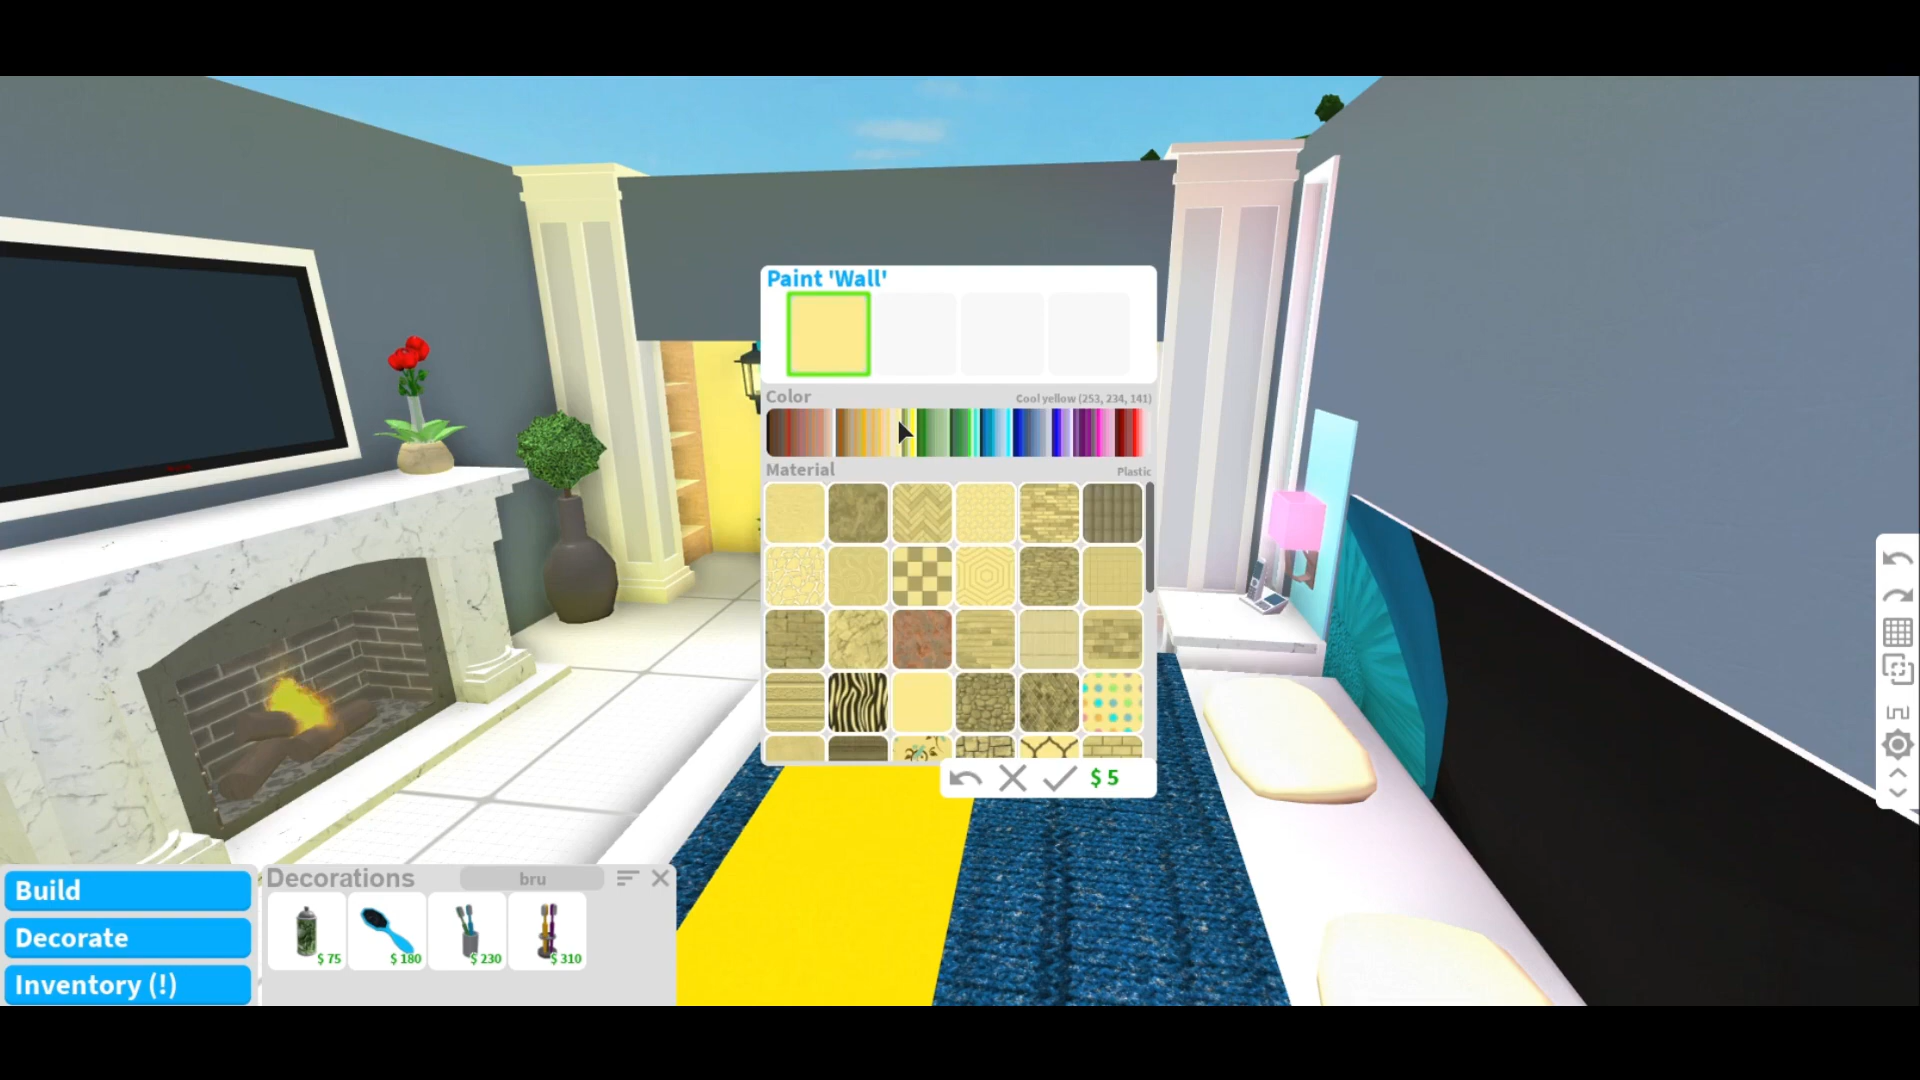 Paint 'Wall'
Color
Cool yellow (253, 234, 141)
Material
Plastic
$ 5
Build
Decorate
Inventory (!)
Decorations
bru
$ 75
$ 180
$ 230
$ 310